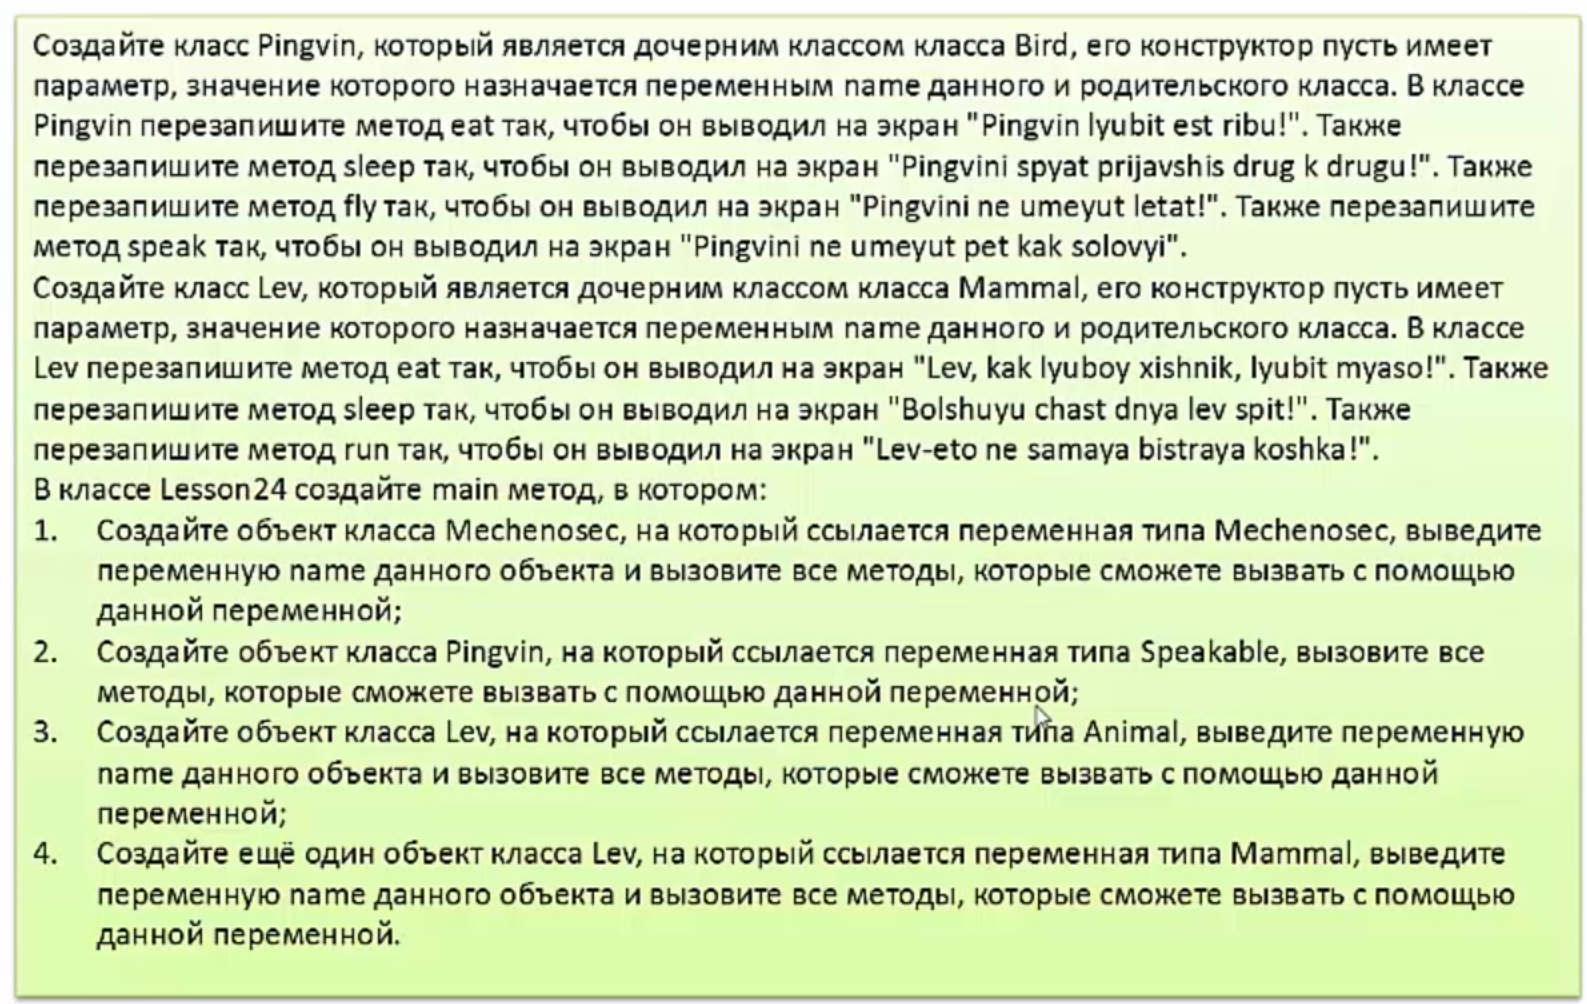 Создайте класс Pingvin, который является дочерним классом класса Bird, его конструктор пусть имеет
параметр, значение которого назначается переменным name данного и родительского класса. В классе
Pingvin перезапишите метод eat так, чтобы он выводил на экран "Pingvin lyubit est ribu!". Также
перезапишите метод sleep так, чтобы он выводил на экран "Pingvini spyat prijavshis drug k drugu!". Также
перезапишите метод fly так, чтобы он выводил на экран "Pingvini ne umeyut letat!". Также перезапишите
метод speak так, чтобы он выводил на экран "Pingvini ne umeyut pet kak solovyi".
Создайте класс Lev, который является дочерним классом класса Mammal, его конструктор пусть имеет
параметр, значение которого назначается переменным name данного и родительского класса. В классе
Lev перезапишите метод eat так, чтобы он выводил на экран "Lev, kak lyuboy xishnik, lyubit myaso!". Также
перезапишите метод sleep так, чтобы он выводил на экран "Bolshuyu chast dnya lev spit!". Также
перезапишите метод run так, чтобы он выводил на экран "Lev-eto ne samaya bistraya koshka!".
В классе Lesson24 создайте main метод, в котором:
1. Создайте объект класса Mechenosec, на который ссылается переменная типа Mechenosec, выведите
переменную name данного объекта и вызовите все методы, которые сможете вызвать с помощью
данной переменной;
2. Создайте объект класса Pingvin, на который ссылается переменная типа Speakable, вызовите все
методы, которые сможете вызвать с помощью данной переменной;
3. Создайте объект класса Lev, на который ссылается переменная типа Animal, выведите переменную
name данного объекта и вызовите все методы, которые сможете вызвать с помощью данной
переменной;
4. Создайте ещё один объект класса Lev, на который ссылается переменная типа Mammal, выведите
переменную name данного объекта и вызовите все методы, которые сможете вызвать с помощью
данной переменной.